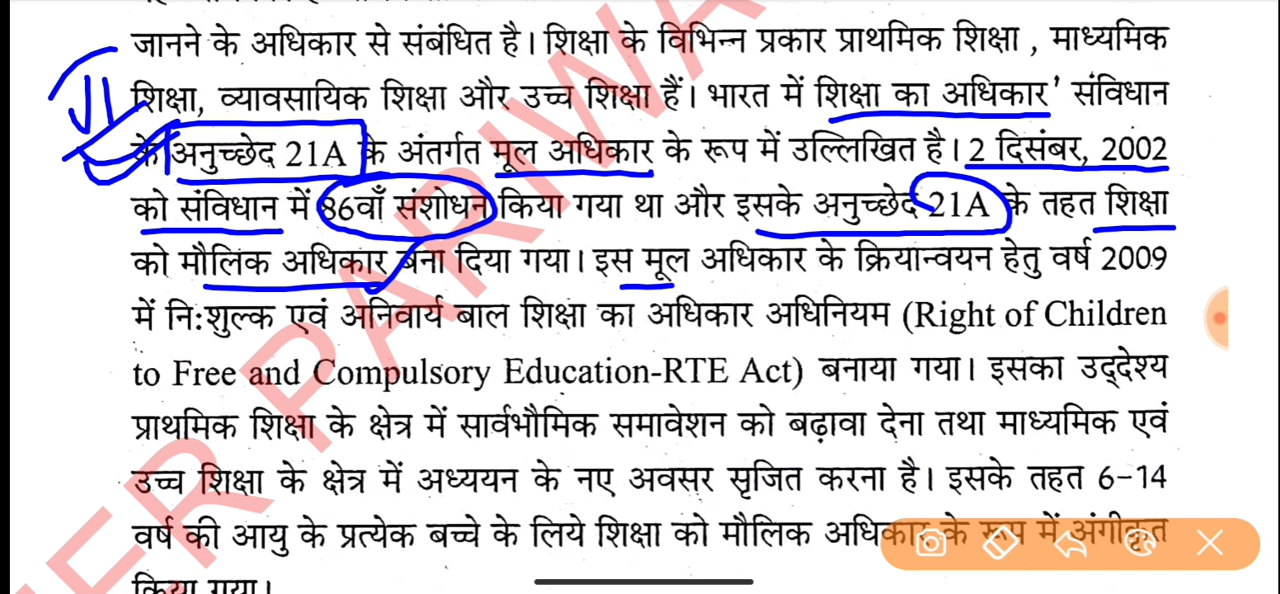 जानने के अधिकार से संबंधित है। शिक्षा के विभिन्न प्रकार प्राथमिक शिक्षा , माध्यमिक
शिक्षा, व्यावसायिक शिक्षा और उच्च शिक्षा हैं। भारत में शिक्षा का अधिकार' संविधान
के अनुच्छेद 21A के अंतर्गत मूल अधिकार के रूप में उल्लिखित है। 2 दिसंबर, 2002
को संविधान में 86वाँ संशोधन किया गया था और इसके अनुच्छेद 21A के तहत शिक्षा
को मौलिक अधिकार बना दिया गया। इस मूल अधिकार के क्रियान्वयन हेतु वर्ष 2009
में नि:शुल्क एवं अनिवार्य बाल शिक्षा का अधिकार अधिनियम (Right of Children
to Free and Compulsory Education-RTE Act) बनाया गया। इसका उद्देश्य
प्राथमिक शिक्षा के क्षेत्र में सार्वभौमिक समावेशन को बढ़ावा देना तथा माध्यमिक एवं
उच्च शिक्षा के क्षेत्र में अध्ययन के नए अवसर सृजित करना है। इसके तहत 6-14
वर्ष की आयु के प्रत्येक बच्चे के लिये शिक्षा को मौलिक अधिकार के रूप में अंगीकृत
किया गया।
ER PARIWA